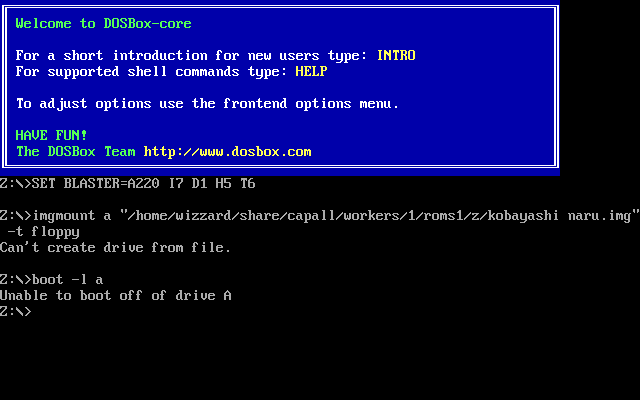 Welcome to DOSBox-core
For a short introduction for new users type: INTRO
For supported shell commands type: HELP
To adjust options use the frontend options menu.
HAVE FUN!
The DOSBox Team http://www.dosbox.com
Z:\>SET BLASTER=A220 I7 D1 H5 T6
Z:\>imgmount a "/home/wizzard/share/capall/workers/1/roms1/z/kobayashi naru.img"
-t floppy
Can't create drive from file.
Z:\>boot -l a
Unable to boot off of drive A
Z:\>